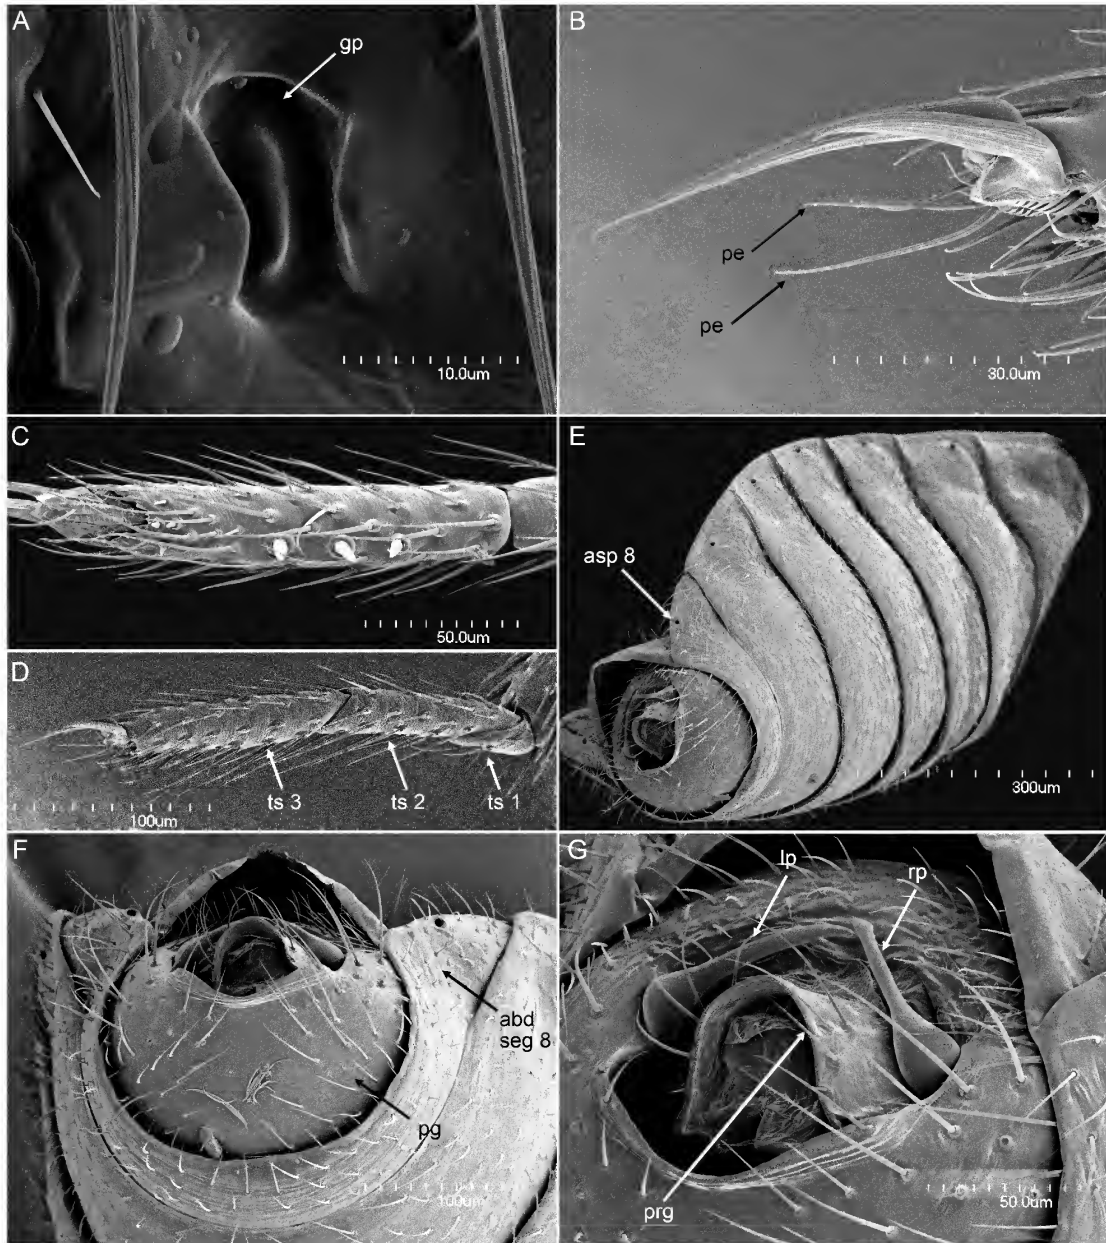 A
gp
10.0um
B
pe
pe
30.0um
C
50.0um
D
ts 3
ts 2
ts 1
100um
E
asp 8
300um
F
abd
seg 8
pg
100um
G
lp
rp
prg
50.0um